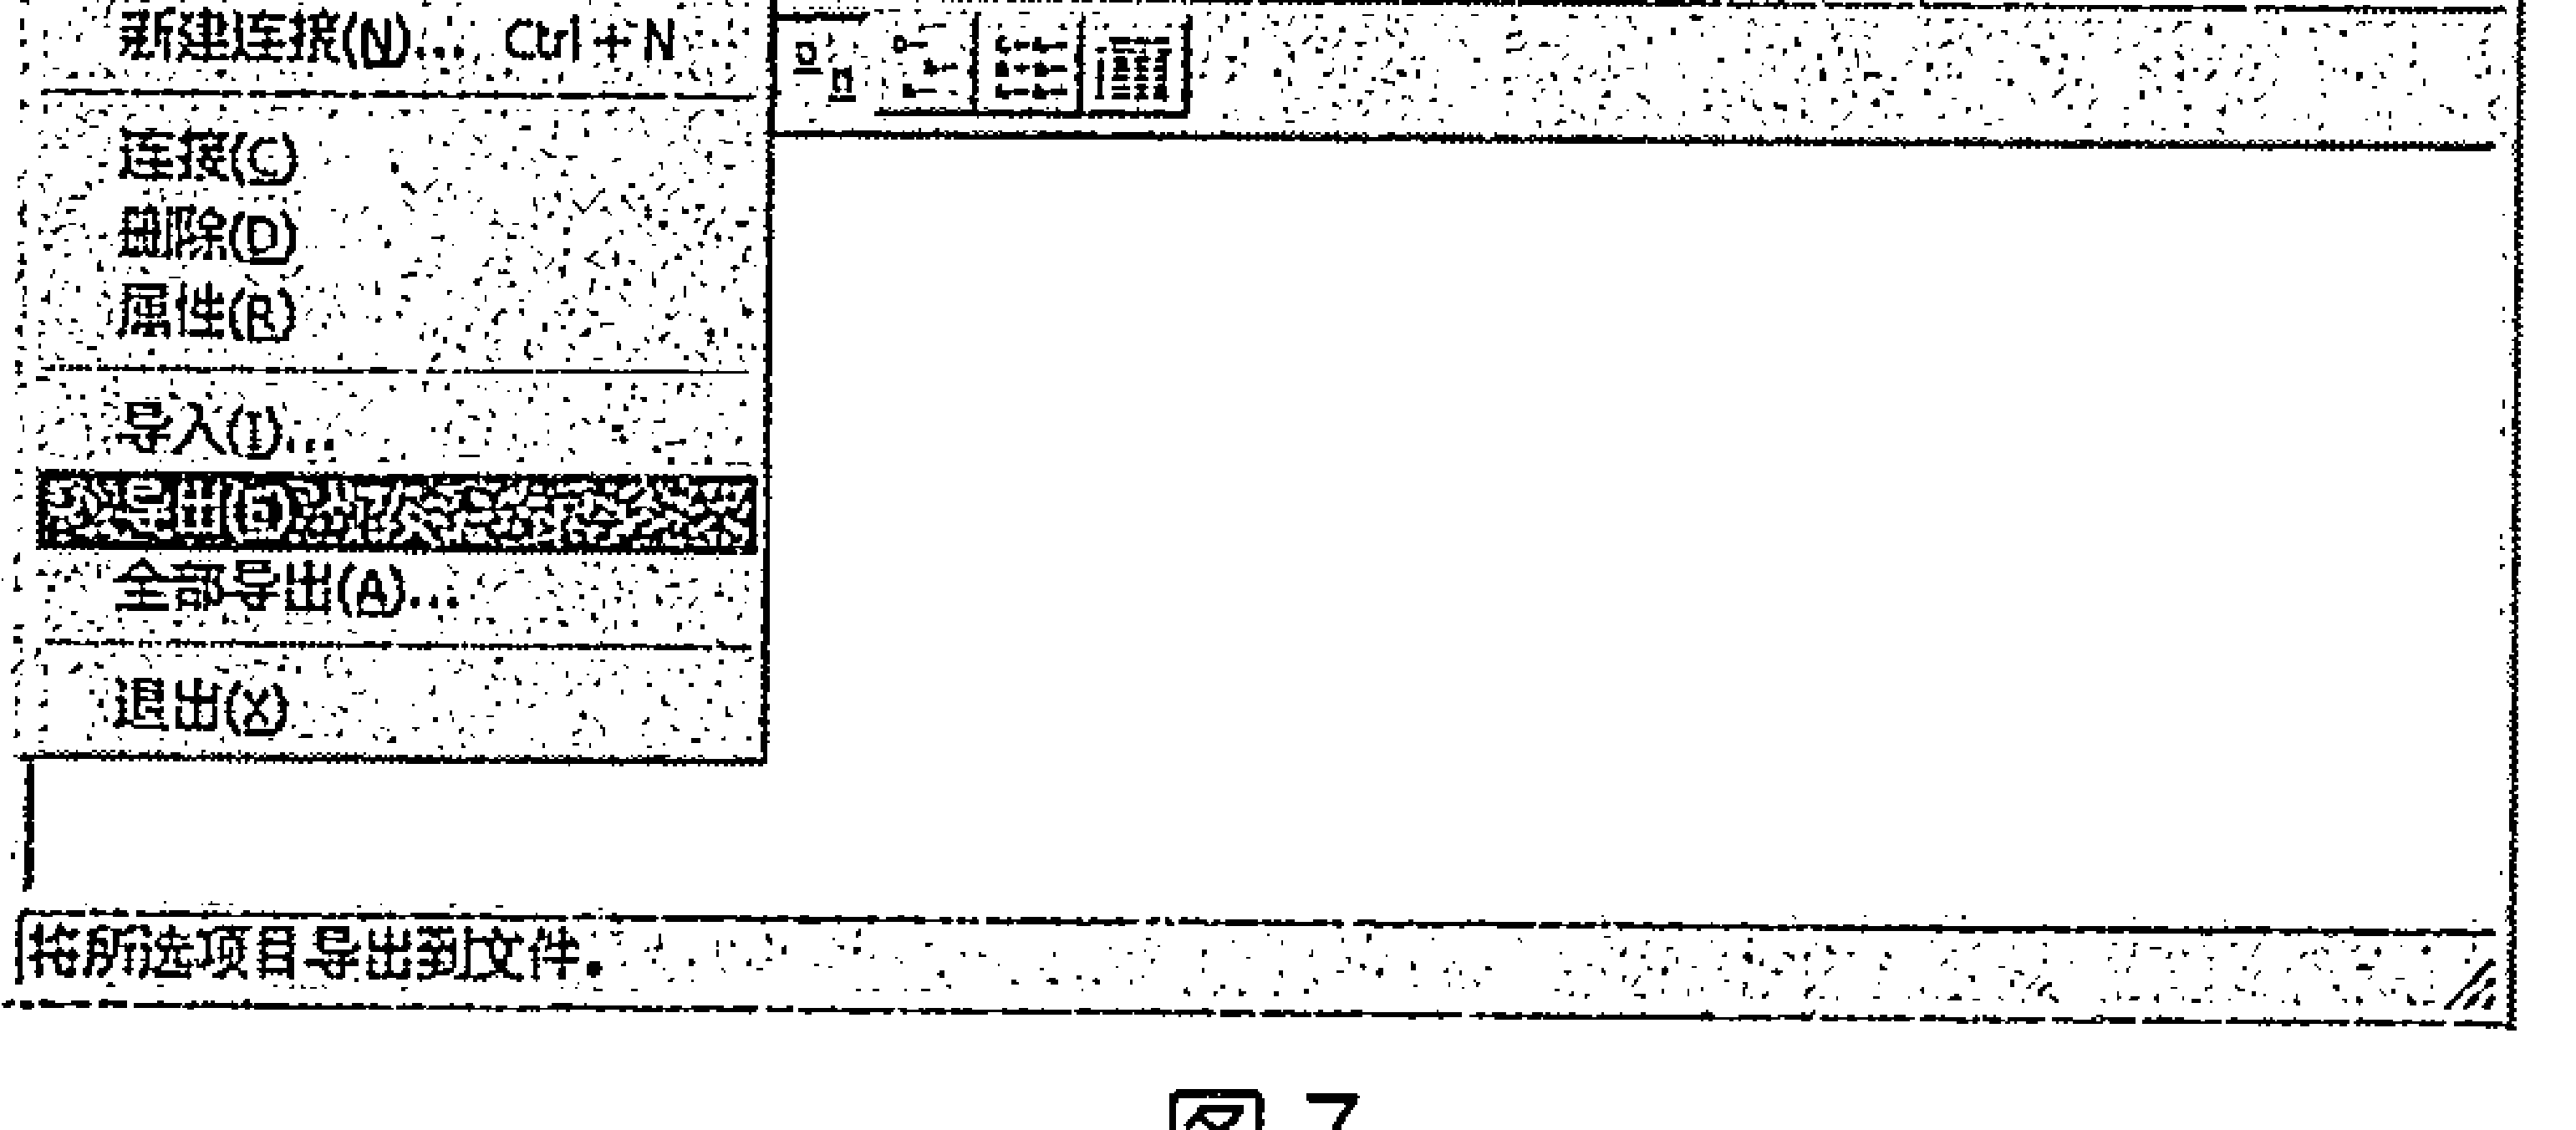 新建连接(N)... Ctrl+N
连接(C)
删除(D)
属性(R)
导入(I)...
导出(E)...
全部导出(A)...
退出(X)
将所选项目导出到文件。
图 7